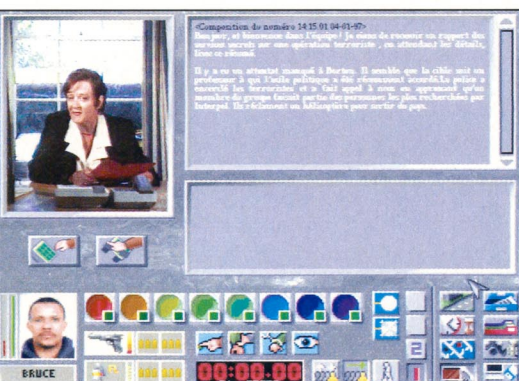 <Composition du numéro 14:15.01 04-01-97>
Bonjour, et bienvenue dans l'équipe! Je viens de recevoir un rapport des
services secrets sur une opération terroriste, en attendant les détails,
lisez ce résumé.
Il y a eu un attentat manqué à Burton. Il semble que la cible soit un
professeur à qui l'asile politique a été récemment accordé. La police a
encerclé les terroristes et a fait appel à nous en apprenant qu'un
membre du groupe faisait partie des personnes les plus recherchées par
Interpol. Ils réclament un hélicoptère pour sortir du pays.
BRUCE
00:00.00
2